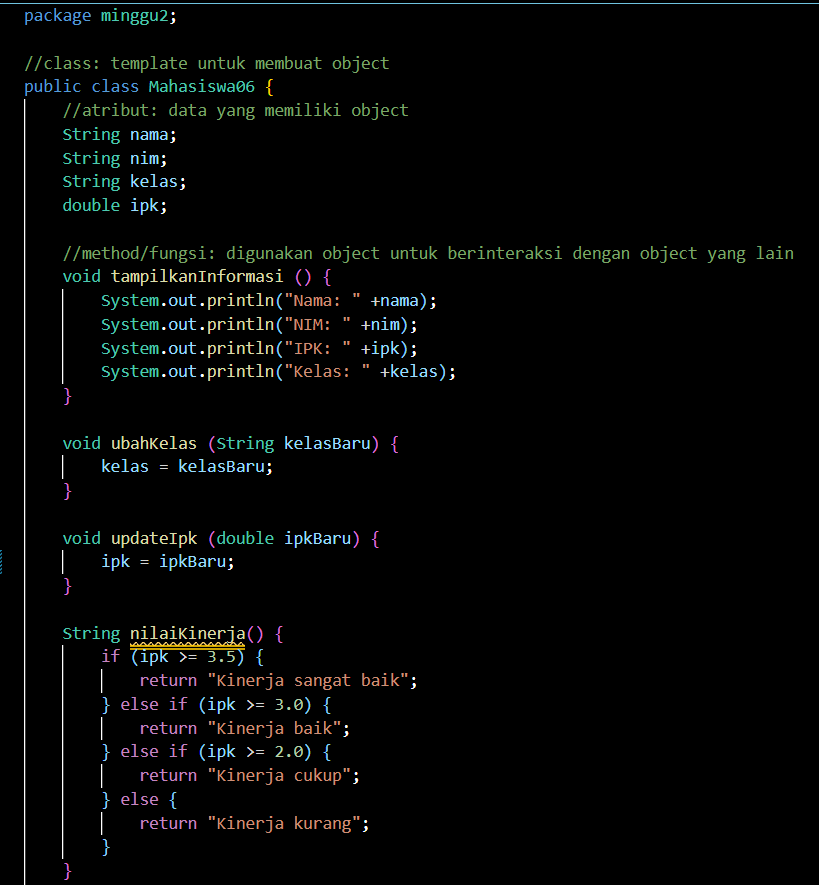 package minggu2;
//class: template untuk membuat object
public class Mahasiswa06 {
//atribut: data yang memiliki object
String nama;
String nim;
String kelas;
double ipk;
//method/fungsi: digunakan object untuk berinteraksi dengan object yang lain
void tampilkanInformasi () {
System.out.println("Nama: " +nama);
System.out.println("NIM: " +nim);
System.out.println("IPK: " +ipk);
System.out.println("Kelas: " +kelas);
}
void ubahKelas (String kelasBaru) {
kelas = kelasBaru;
}
void updateIpk (double ipkBaru) {
ipk = ipkBaru;
}
String nilaiKinerja() {
if (ipk >= 3.5) {
return "Kinerja sangat baik";
} else if (ipk >= 3.0) {
return "Kinerja baik";
} else if (ipk >= 2.0) {
return "Kinerja cukup";
} else {
return "Kinerja kurang";
}
}